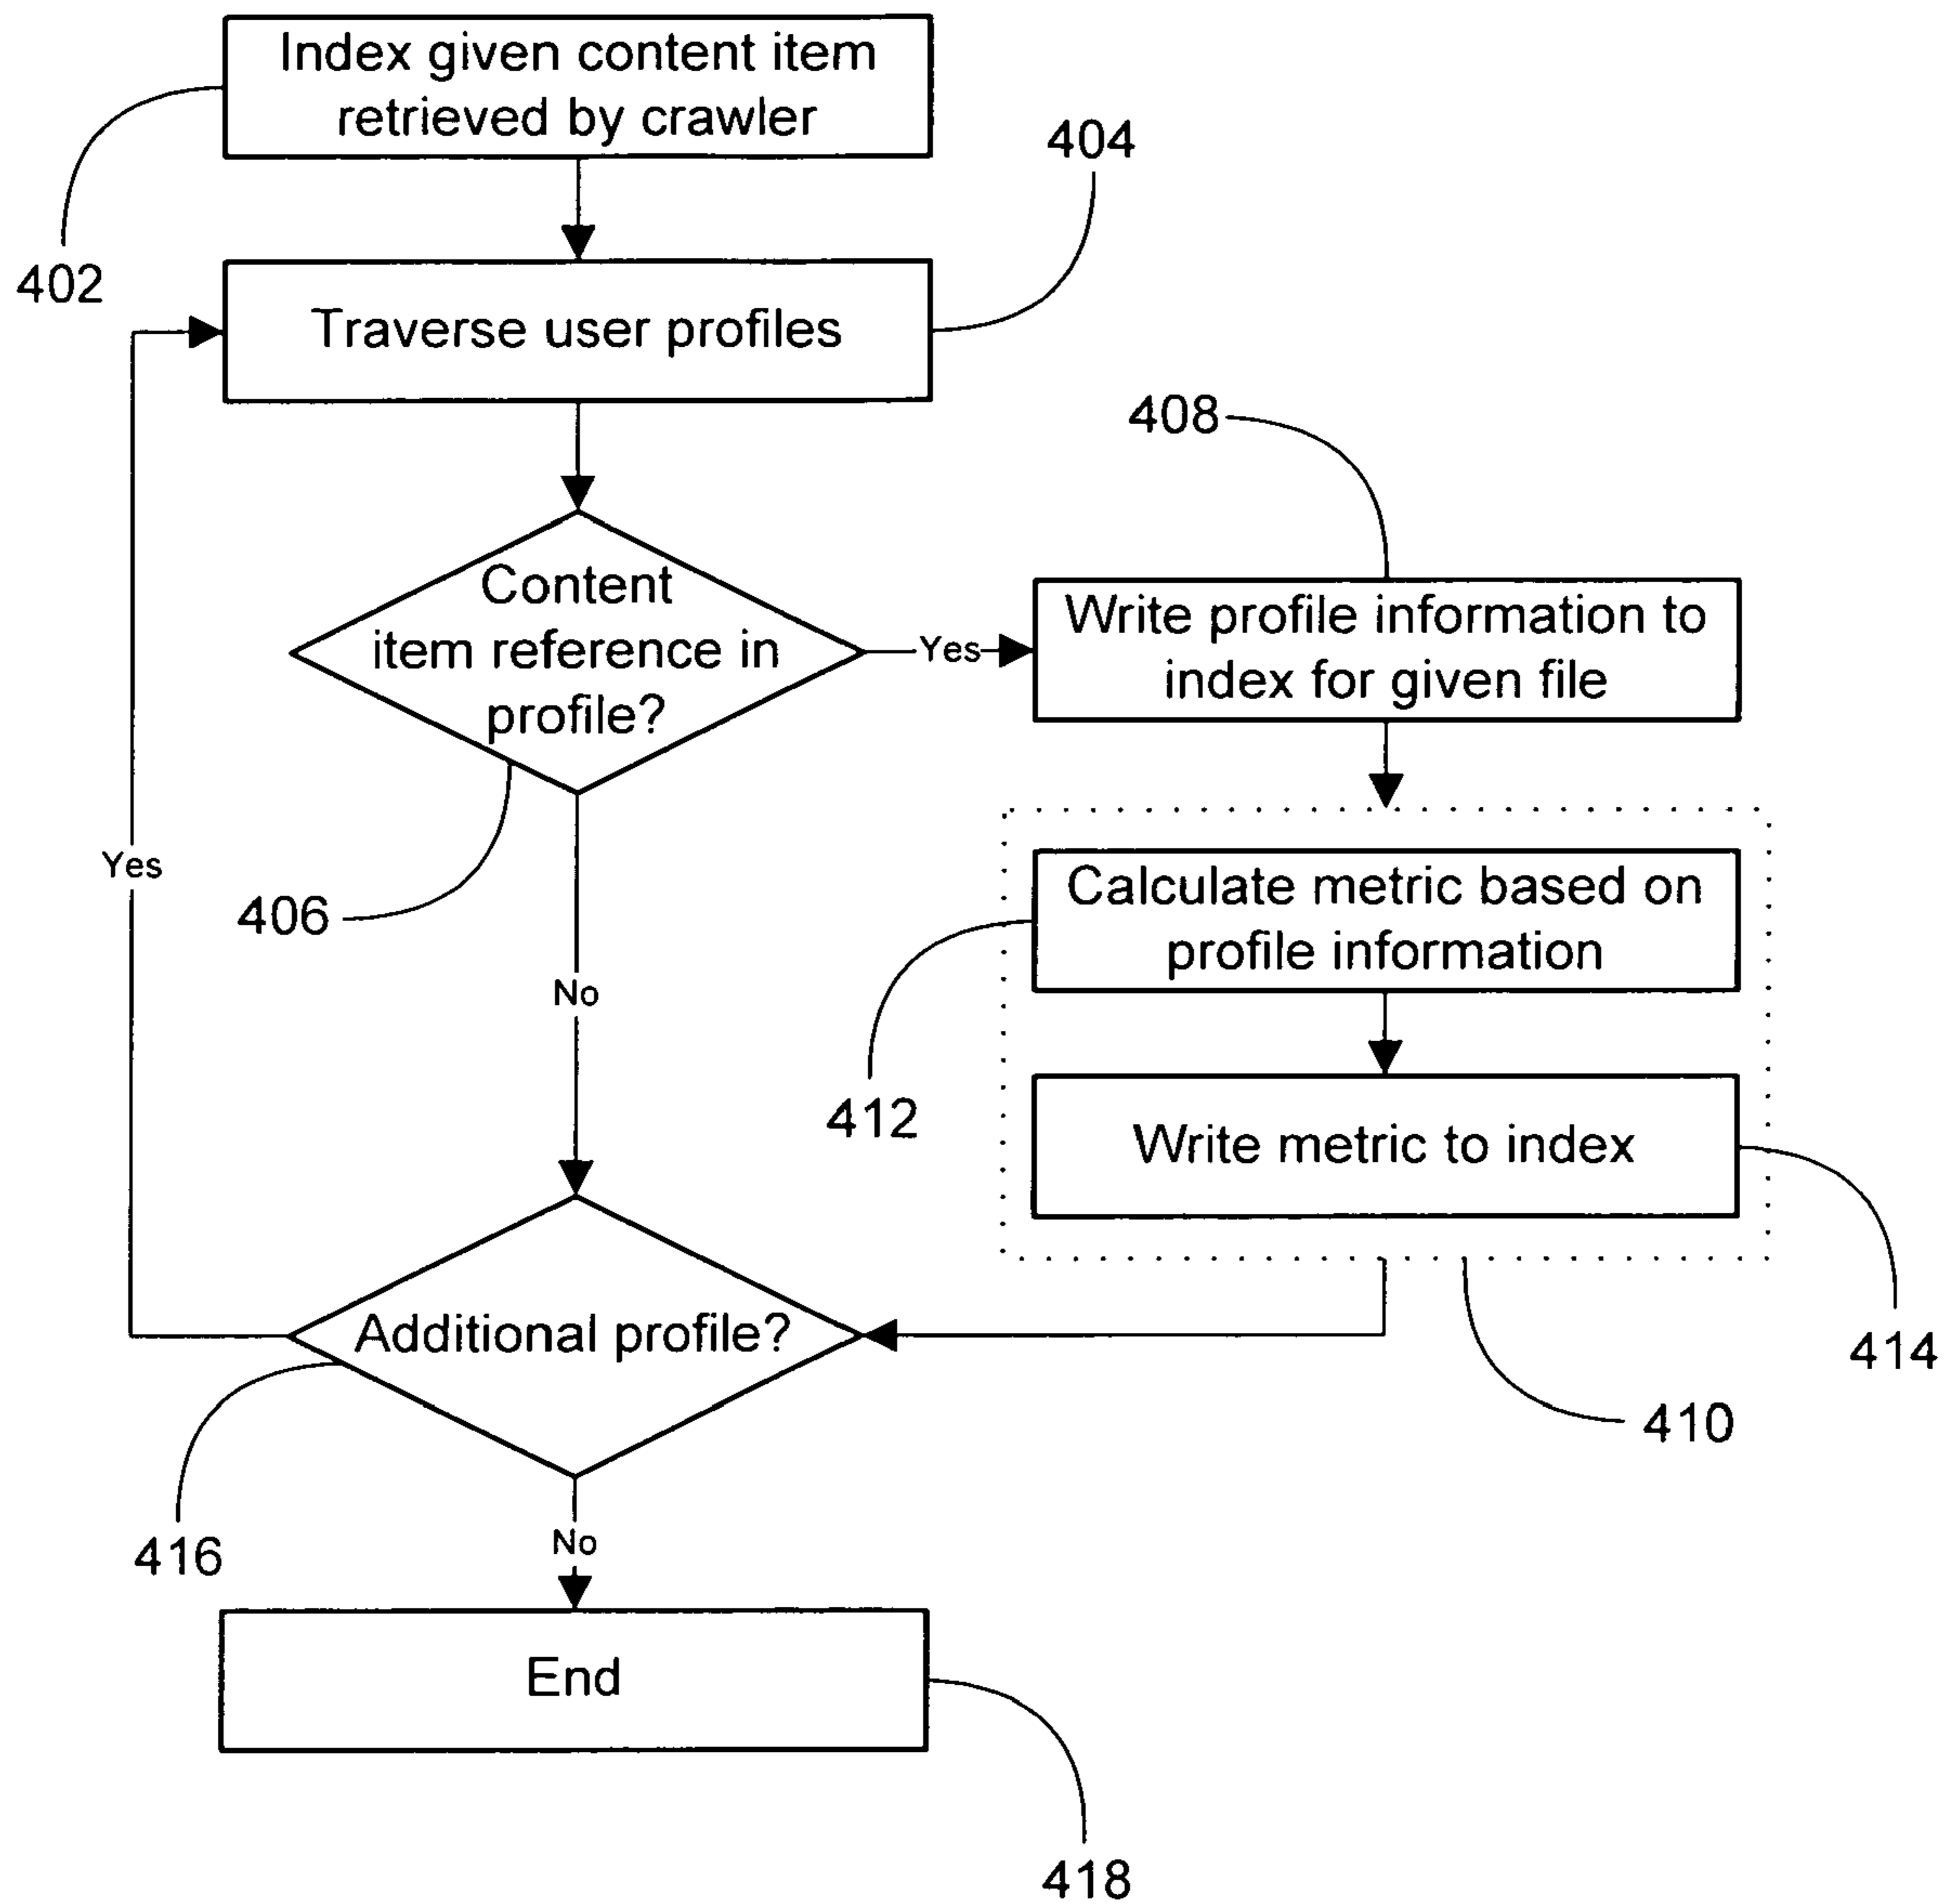 Index given content item
retrieved by crawler
404
402
Traverse user profiles
408
Content
item reference in
profile?
Yes
Write profile information to
index for given file
Yes
406
Calculate metric based on
profile information
No
412
Write metric to index
Additional profile?
414
410
No
416
End
418